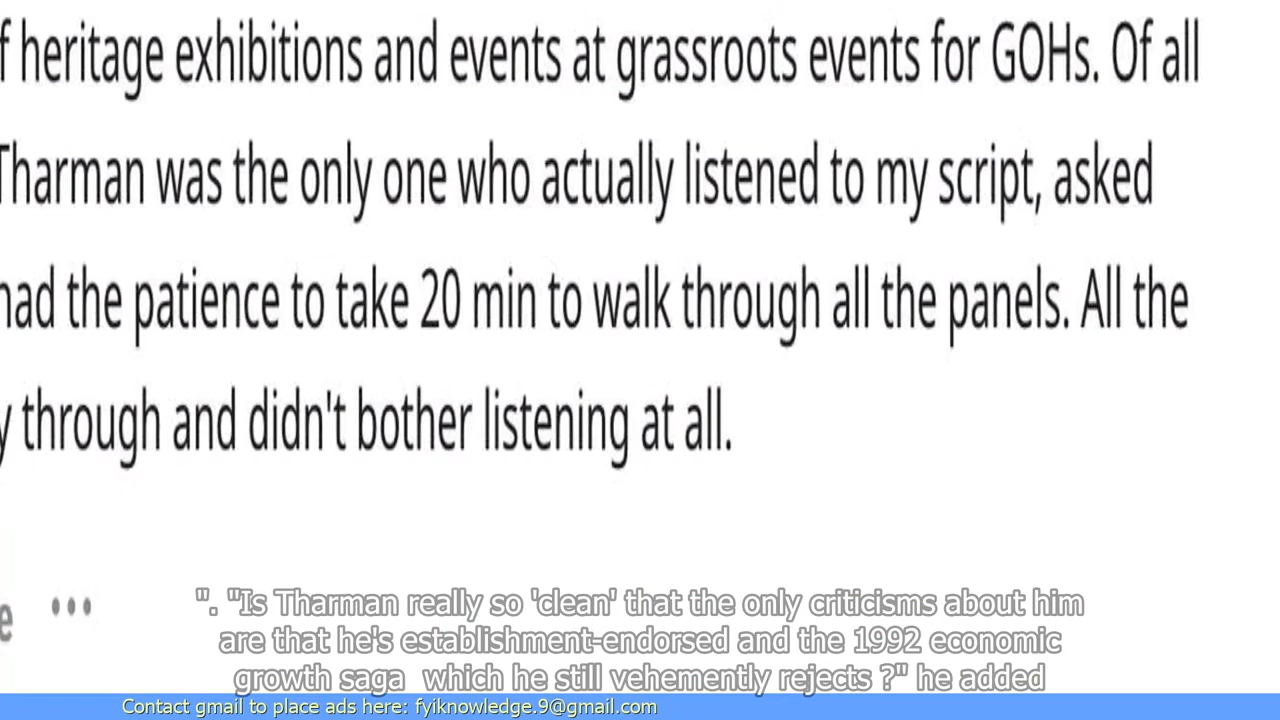 f heritage exhibitions and events at grassroots events for GOHs. Of all
Tharman was the only one who actually listened to my script, asked
had the patience to take 20 min to walk through all the panels. All the
y through and didn't bother listening at all.
e •••
". "Is Tharman really so 'clean' that the only criticisms about him
are that he's establishment-endorsed and the 1992 economic
growth saga which he still vehemently rejects ?" he added
Contact gmail to place ads here: fyiknowledge.9@gmail.com